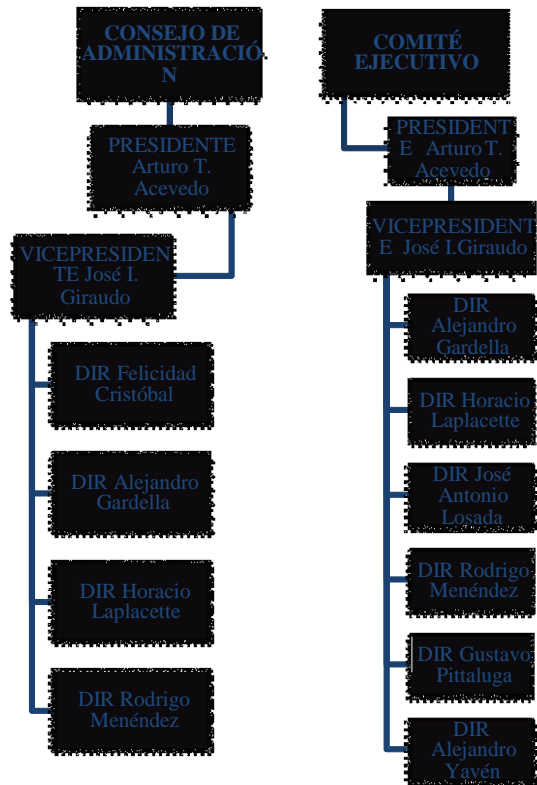 CONSEJO DE
ADMINISTRACIÓ
N
PRESIDENTE
Arturo T.
Acevedo
VICEPRESIDEN
TE José I.
Giraudo
DIR Felicidad
Cristóbal
DIR Alejandro
Gardella
DIR Horacio
Laplacette
DIR Rodrigo
Menéndez
COMITÉ
EJECUTIVO
PRESIDENT
E Arturo T.
Acevedo
VICEPRESIDENT
E José I.Giraudo
DIR
Alejandro
Gardella
DIR Horacio
Laplacette
DIR José
Antonio
Losada
DIR Rodrigo
Menéndez
DIR Gustavo
Pittaluga
DIR
Alejandro
Yavén